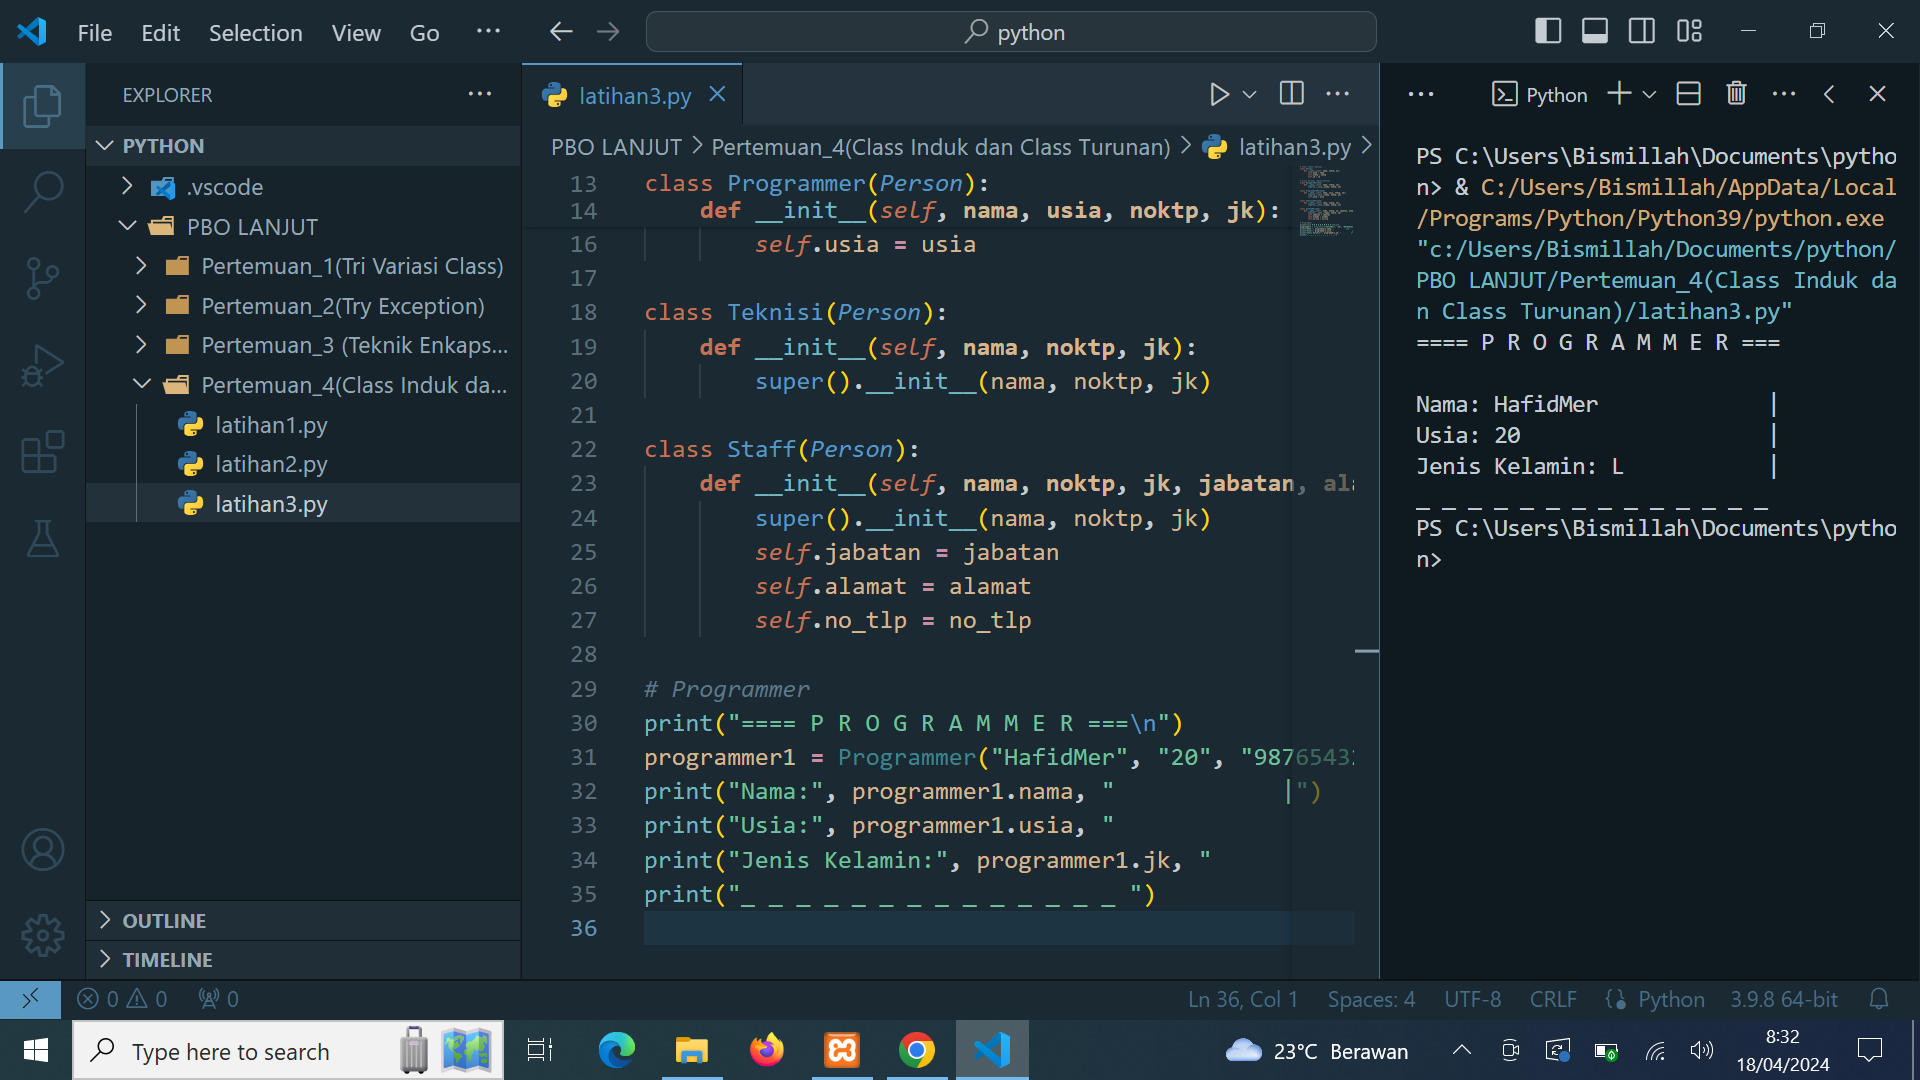 File Edit Selection View Go ···
python
EXPLORER ···
PYTHON
.vscode
PBO LANJUT
Pertemuan_1(Tri Variasi Class)
Pertemuan_2(Try Exception)
Pertemuan_3 (Teknik Enkaps...
Pertemuan_4(Class Induk da...
latihan1.py
latihan2.py
latihan3.py
OUTLINE
TIMELINE
latihan3.py
PBO LANJUT > Pertemuan_4(Class Induk dan Class Turunan) > latihan3.py >
13 class Programmer(Person):
14     def __init__(self, nama, usia, noktp, jk):
16         self.usia = usia
17
18 class Teknisi(Person):
19     def __init__(self, nama, noktp, jk):
20         super().__init__(nama, noktp, jk)
21
22 class Staff(Person):
23     def __init__(self, nama, noktp, jk, jabatan, al
24         super().__init__(nama, noktp, jk)
25         self.jabatan = jabatan
26         self.alamat = alamat
27         self.no_tlp = no_tlp
28
29 # Programmer
30 print("==== P R O G R A M M E R ===\n")
31 programmer1 = Programmer("HafidMer", "20", "9876543
32 print("Nama:", programmer1.nama, "            |")
33 print("Usia:", programmer1.usia, "
34 print("Jenis Kelamin:", programmer1.jk, "
35 print("_ _ _ _ _ _ _ _ _ _ _ _ _ _ ")
36
··· Python ···
PS C:\Users\Bismillah\Documents\pytho
n> & C:/Users/Bismillah/AppData/Local
/Programs/Python/Python39/python.exe
"c:/Users/Bismillah/Documents/python/
PBO LANJUT/Pertemuan_4(Class Induk da
n Class Turunan)/latihan3.py"
==== P R O G R A M M E R ===
Nama: HafidMer             |
Usia: 20                   |
Jenis Kelamin: L           |
_ _ _ _ _ _ _ _ _ _ _ _ _ _
PS C:\Users\Bismillah\Documents\pytho
n>
0 0 0 Ln 36, Col 1 Spaces: 4 UTF-8 CRLF Python 3.9.8 64-bit
Type here to search
23°C Berawan
8:32
18/04/2024